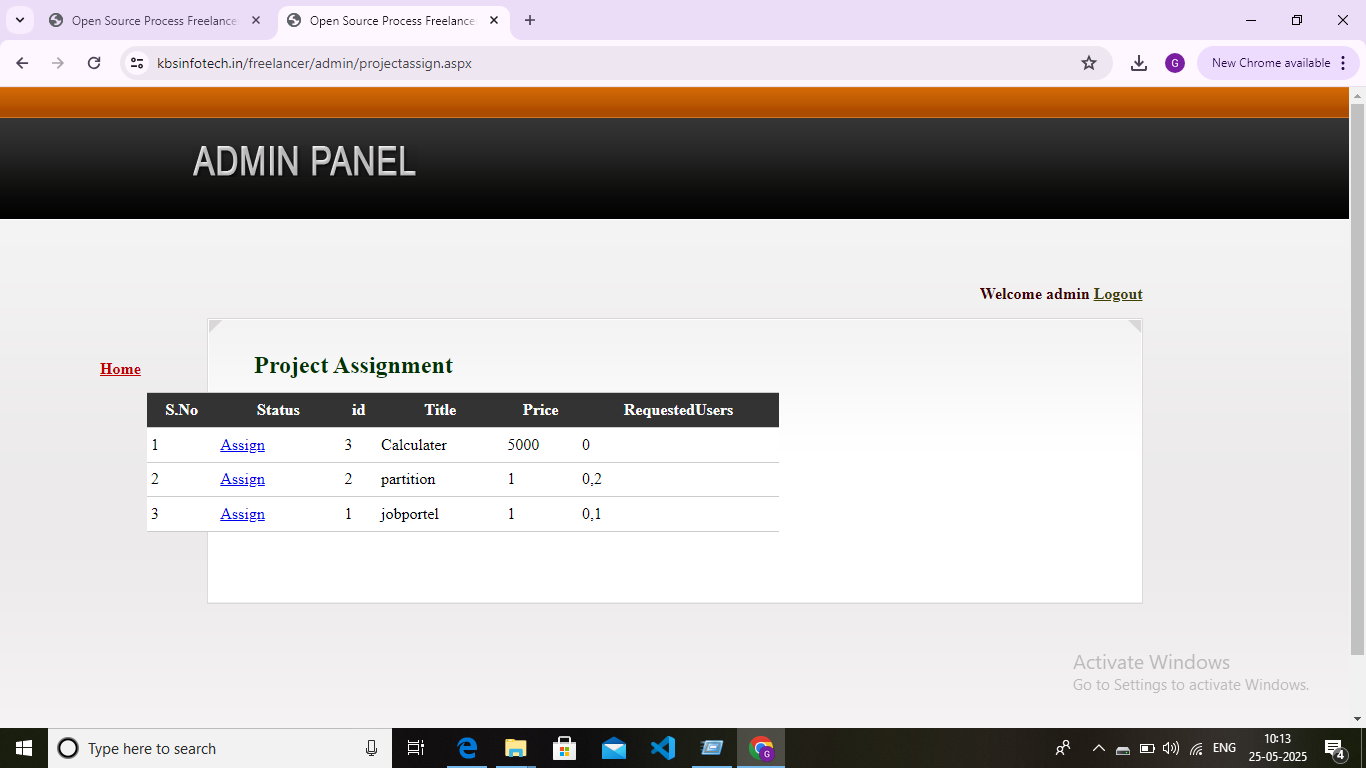 Open Source Process Freelance
Open Source Process Freelance
kbsinfotech.in/freelancer/admin/projectassign.aspx
G
New Chrome available
ADMIN PANEL
Welcome admin Logout
Home
Project Assignment
S.No Status id Title Price RequestedUsers
1 Assign 3 Calculater 5000 0
2 Assign 2 partition 1 0,2
3 Assign 1 jobportel 1 0,1
Activate Windows
Go to Settings to activate Windows.
Type here to search
G
ENG
10:13
25-05-2025
4